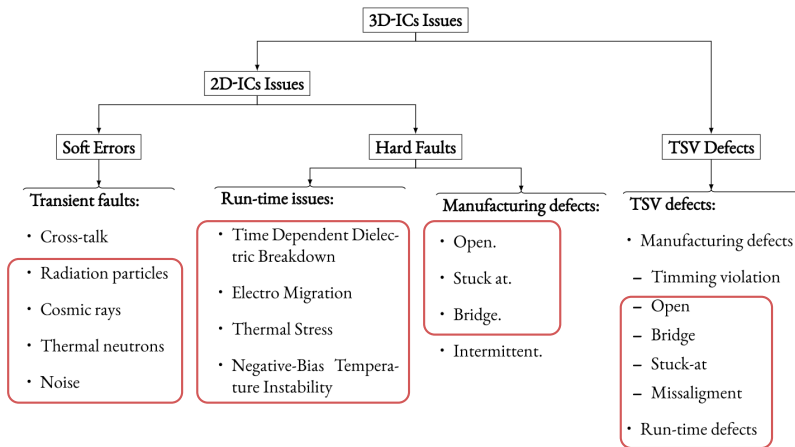 3D-ICs Issues
2D-ICs Issues
Soft Errors
Hard Faults
TSV Defects
Transient faults:
• Cross-talk
• Radiation particles
• Cosmic rays
• Thermal neutrons
• Noise
Run-time issues:
• Time Dependent Dielec-
tric Breakdown
• Electro Migration
• Thermal Stress
• Negative-Bias Tempera-
ture Instability
Manufacturing defects:
• Open.
• Stuck at.
• Bridge.
• Intermittent.
TSV defects:
• Manufacturing defects
– Timming violation
– Open
– Bridge
– Stuck-at
– Missaligment
• Run-time defects